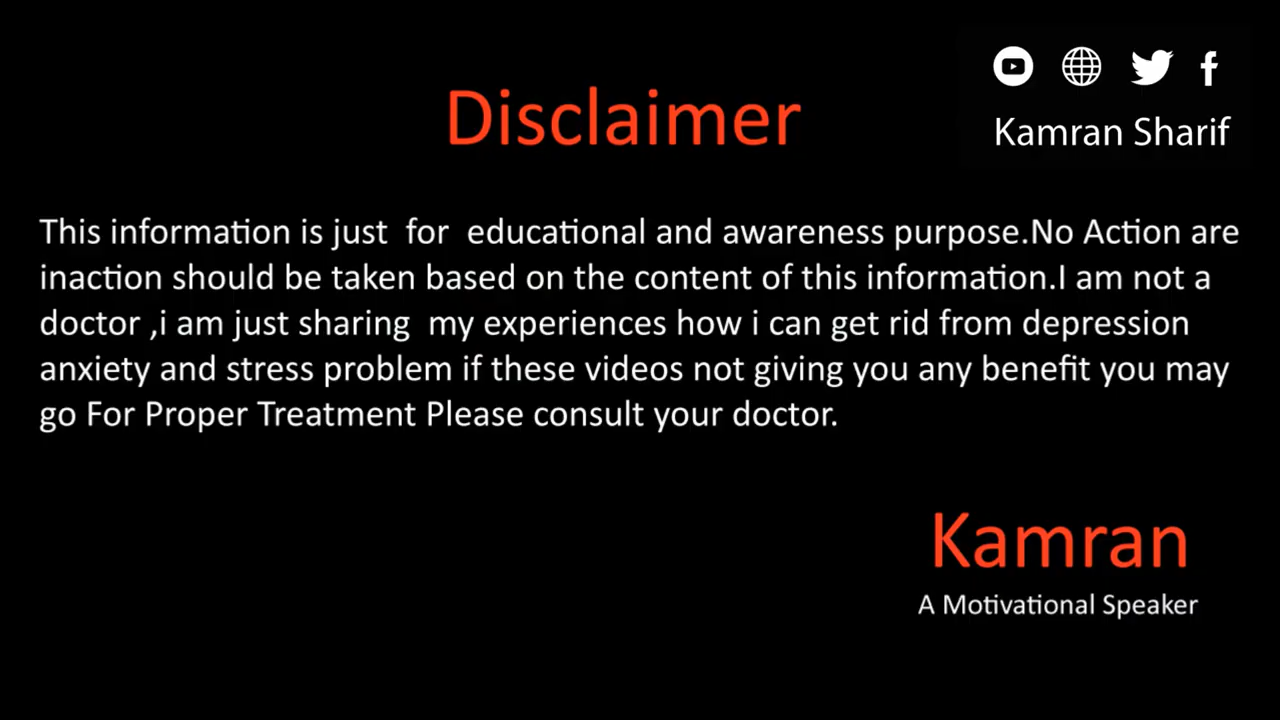 Disclaimer
Kamran Sharif
This information is just  for  educational and awareness purpose.No Action are
inaction should be taken based on the content of this information.I am not a
doctor ,i am just sharing  my experiences how i can get rid from depression
anxiety and stress problem if these videos not giving you any benefit you may
go For Proper Treatment Please consult your doctor.
Kamran
A Motivational Speaker